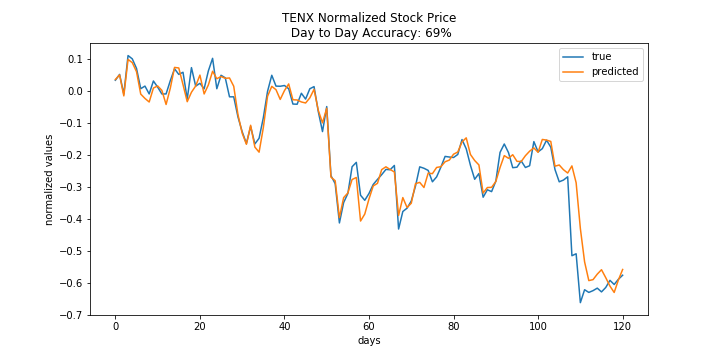 TENX Normalized Stock Price
Day to Day Accuracy: 69%
true
predicted
normalized values
0.1
0.0
−0.1
−0.2
−0.3
−0.4
−0.5
−0.6
−0.7
0 20 40 60 80 100 120
days